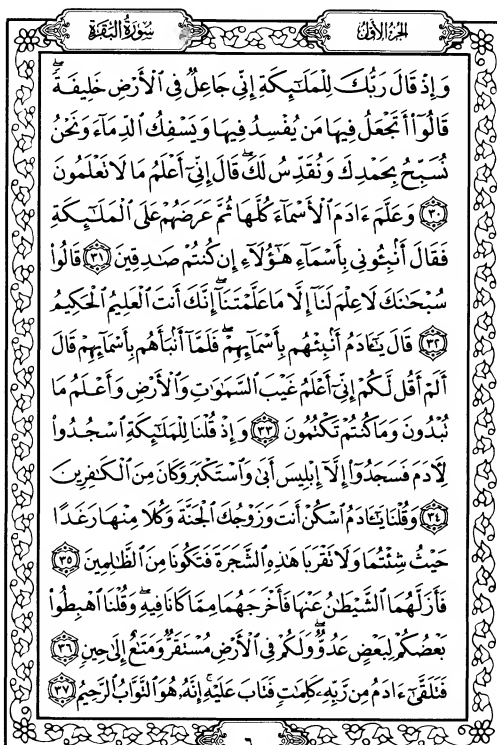 سُورَةُ البَقَرَةِ
الجُزْءُ الأَوَّلُ
وَإِذْ قَالَ رَبُّكَ لِلْمَلَـٰٓئِكَةِ إِنِّى جَاعِلٌ فِى ٱلْأَرْضِ خَلِيفَةً ۖ
قَالُوٓا۟ أَتَجْعَلُ فِيهَا مَن يُفْسِدُ فِيهَا وَيَسْفِكُ ٱلدِّمَآءَ وَنَحْنُ
نُسَبِّحُ بِحَمْدِكَ وَنُقَدِّسُ لَكَ ۖ قَالَ إِنِّىٓ أَعْلَمُ مَا لَا تَعْلَمُونَ
٣٠ وَعَلَّمَ ءَادَمَ ٱلْأَسْمَآءَ كُلَّهَا ثُمَّ عَرَضَهُمْ عَلَى ٱلْمَلَـٰٓئِكَةِ
فَقَالَ أَنۢبِـُٔونِى بِأَسْمَآءِ هَـٰٓؤُلَآءِ إِن كُنتُمْ صَـٰدِقِينَ ٣١ قَالُوا۟
سُبْحَـٰنَكَ لَا عِلْمَ لَنَآ إِلَّا مَا عَلَّمْتَنَآ ۖ إِنَّكَ أَنتَ ٱلْعَلِيمُ ٱلْحَكِيمُ
٣٢ قَالَ يَـٰٓـَٔادَمُ أَنۢبِئْهُم بِأَسْمَآئِهِمْ ۖ فَلَمَّآ أَنۢبَأَهُم بِأَسْمَآئِهِمْ قَالَ
أَلَمْ أَقُل لَّكُمْ إِنِّىٓ أَعْلَمُ غَيْبَ ٱلسَّمَـٰوَٰتِ وَٱلْأَرْضِ وَأَعْلَمُ مَا
تُبْدُونَ وَمَا كُنتُمْ تَكْتُمُونَ ٣٣ وَإِذْ قُلْنَا لِلْمَلَـٰٓئِكَةِ ٱسْجُدُوا۟
لِـَٔادَمَ فَسَجَدُوٓا۟ إِلَّآ إِبْلِيسَ أَبَىٰ وَٱسْتَكْبَرَ وَكَانَ مِنَ ٱلْكَـٰفِرِينَ
٣٤ وَقُلْنَا يَـٰٓـَٔادَمُ ٱسْكُنْ أَنتَ وَزَوْجُكَ ٱلْجَنَّةَ وَكُلَا مِنْهَا رَغَدًا
حَيْثُ شِئْتُمَا وَلَا تَقْرَبَا هَـٰذِهِ ٱلشَّجَرَةَ فَتَكُونَا مِنَ ٱلظَّـٰلِمِينَ ٣٥
فَأَزَلَّهُمَا ٱلشَّيْطَـٰنُ عَنْهَا فَأَخْرَجَهُمَا مِمَّا كَانَا فِيهِ ۖ وَقُلْنَا ٱهْبِطُوا۟
بَعْضُكُمْ لِبَعْضٍ عَدُوٌّ ۖ وَلَكُمْ فِى ٱلْأَرْضِ مُسْتَقَرٌّ وَمَتَـٰعٌ إِلَىٰ حِينٍ ٣٦
فَتَلَقَّىٰٓ ءَادَمُ مِن رَّبِّهِۦ كَلِمَـٰتٍ فَتَابَ عَلَيْهِ ۚ إِنَّهُۥ هُوَ ٱلتَّوَّابُ ٱلرَّحِيمُ ٣٧
٦